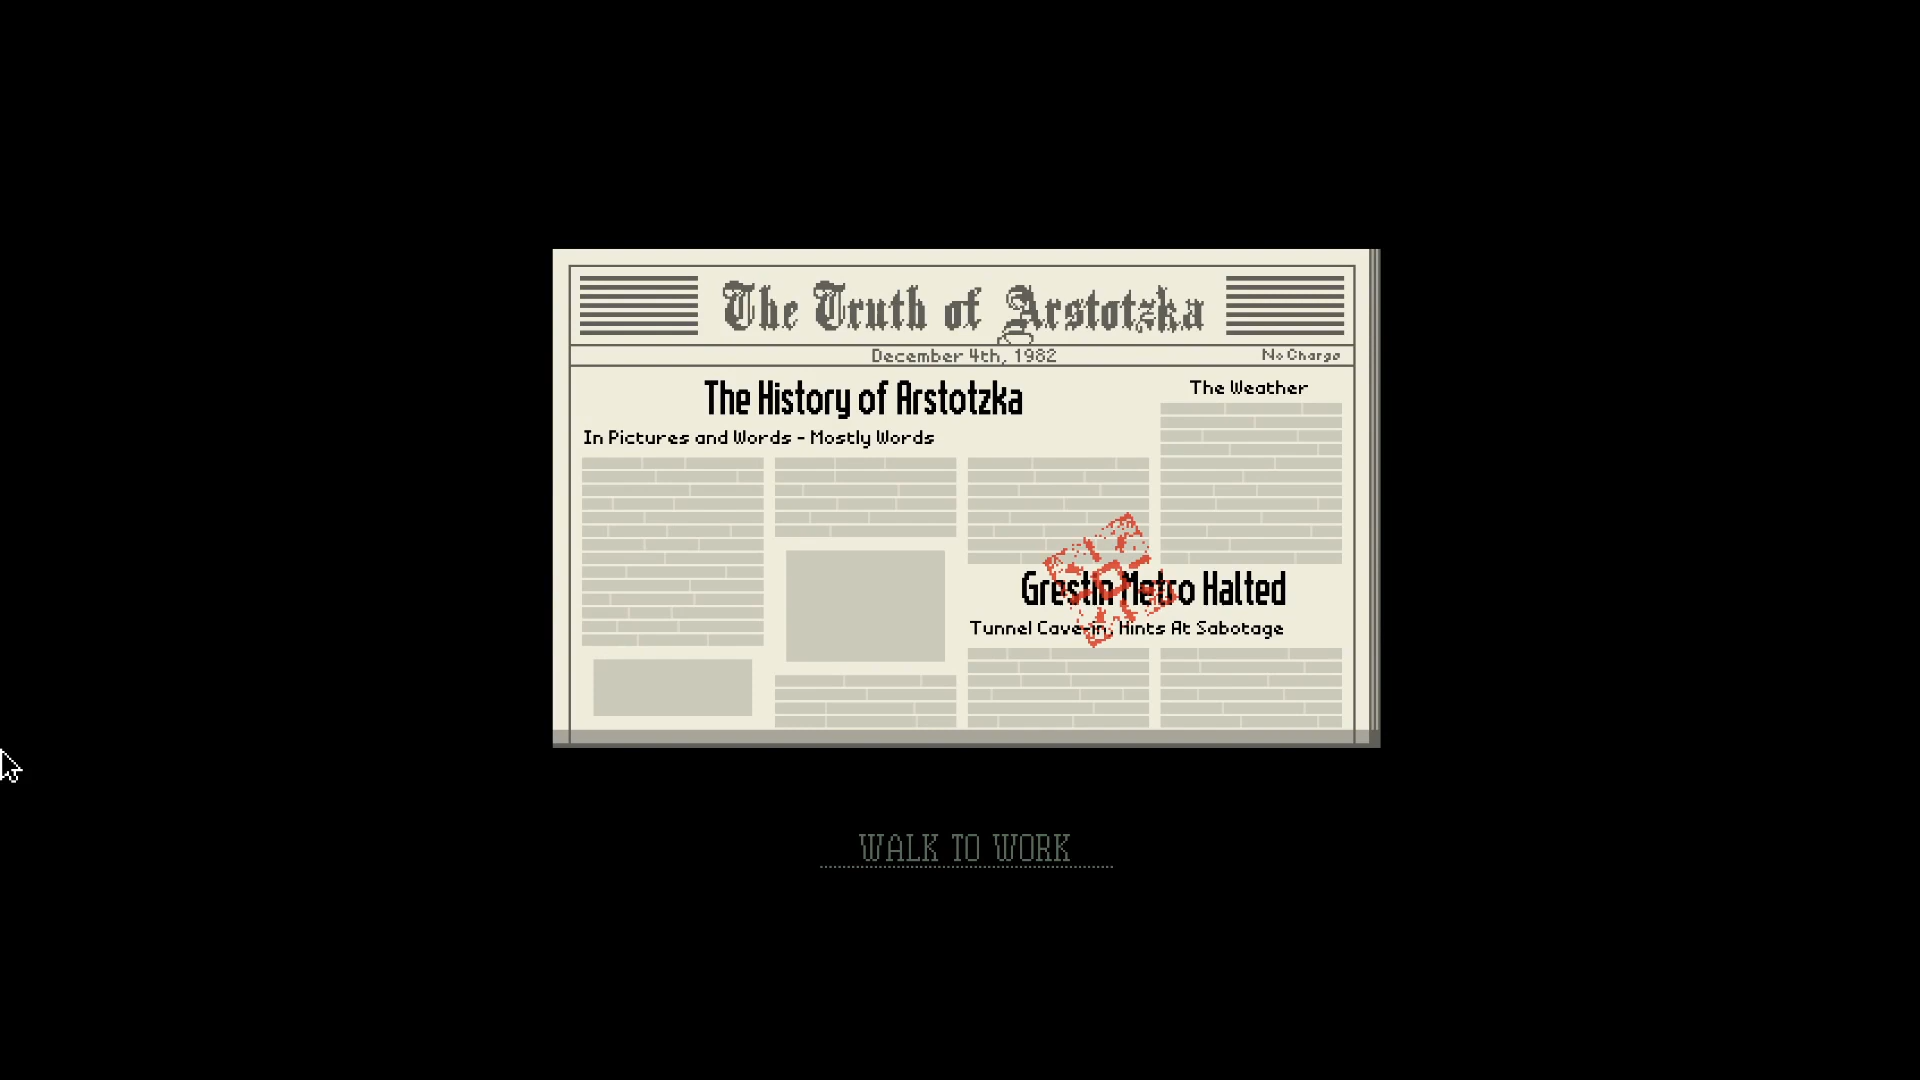 The Truth of Arstotzka
December 4th, 1982
No Charge
The History of Arstotzka
In Pictures and Words - Mostly Words
The Weather
Grestin Metro Halted
Tunnel Cave-in, Hints At Sabotage
WALK TO WORK